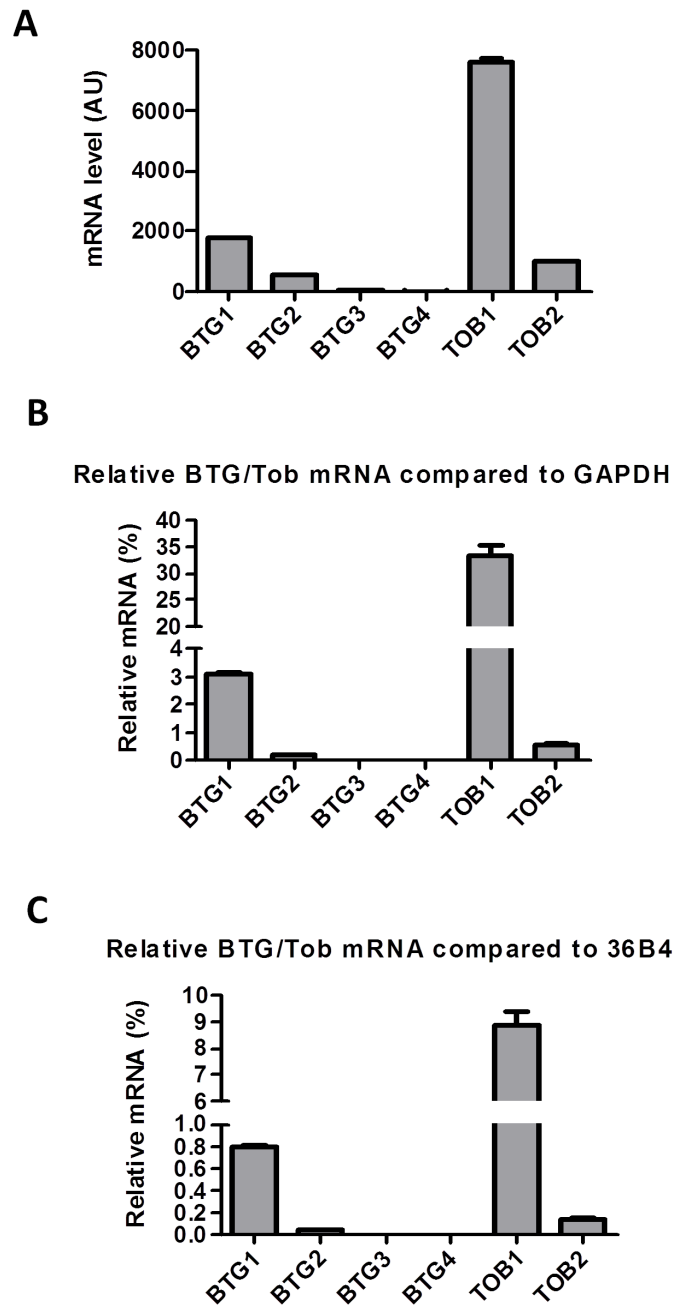 A
mRNA level (AU)
8000
6000
4000
2000
0
BTG1
BTG2
BTG3
BTG4
TOB1
TOB2
B
Relative BTG/Tob mRNA compared to GAPDH
Relative mRNA (%)
40
35
30
25
20
4
3
2
1
0
BTG1
BTG2
BTG3
BTG4
TOB1
TOB2
C
Relative BTG/Tob mRNA compared to 36B4
Relative mRNA (%)
10
9
8
7
6
1.0
0.8
0.6
0.4
0.2
0.0
BTG1
BTG2
BTG3
BTG4
TOB1
TOB2